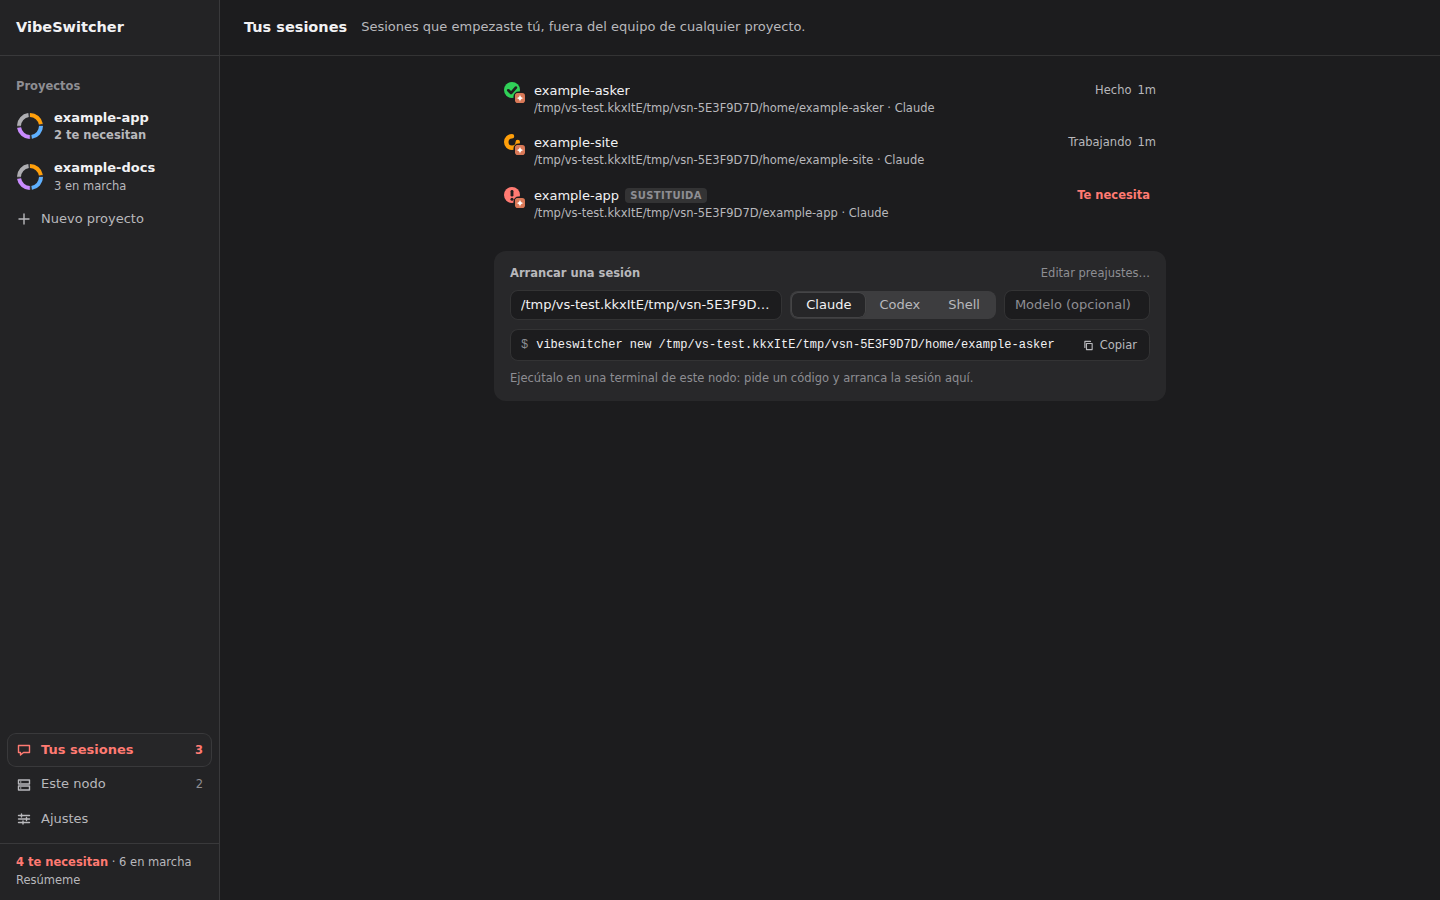 VibeSwitcher
Proyectos
example-app
2 te necesitan
example-docs
3 en marcha
Nuevo proyecto
Tus sesiones 3
Este nodo 2
Ajustes
4 te necesitan · 6 en marcha
Resúmeme
Tus sesiones Sesiones que empezaste tú, fuera del equipo de cualquier proyecto.
example-asker Hecho 1m
/tmp/vs-test.kkxItE/tmp/vsn-5E3F9D7D/home/example-asker · Claude
example-site Trabajando 1m
/tmp/vs-test.kkxItE/tmp/vsn-5E3F9D7D/home/example-site · Claude
example-app SUSTITUIDA Te necesita
/tmp/vs-test.kkxItE/tmp/vsn-5E3F9D7D/example-app · Claude
Arrancar una sesión Editar preajustes…
/tmp/vs-test.kkxItE/tmp/vsn-5E3F9D… Claude Codex Shell Modelo (opcional)
$ vibeswitcher new /tmp/vs-test.kkxItE/tmp/vsn-5E3F9D7D/home/example-asker Copiar
Ejecútalo en una terminal de este nodo: pide un código y arranca la sesión aquí.